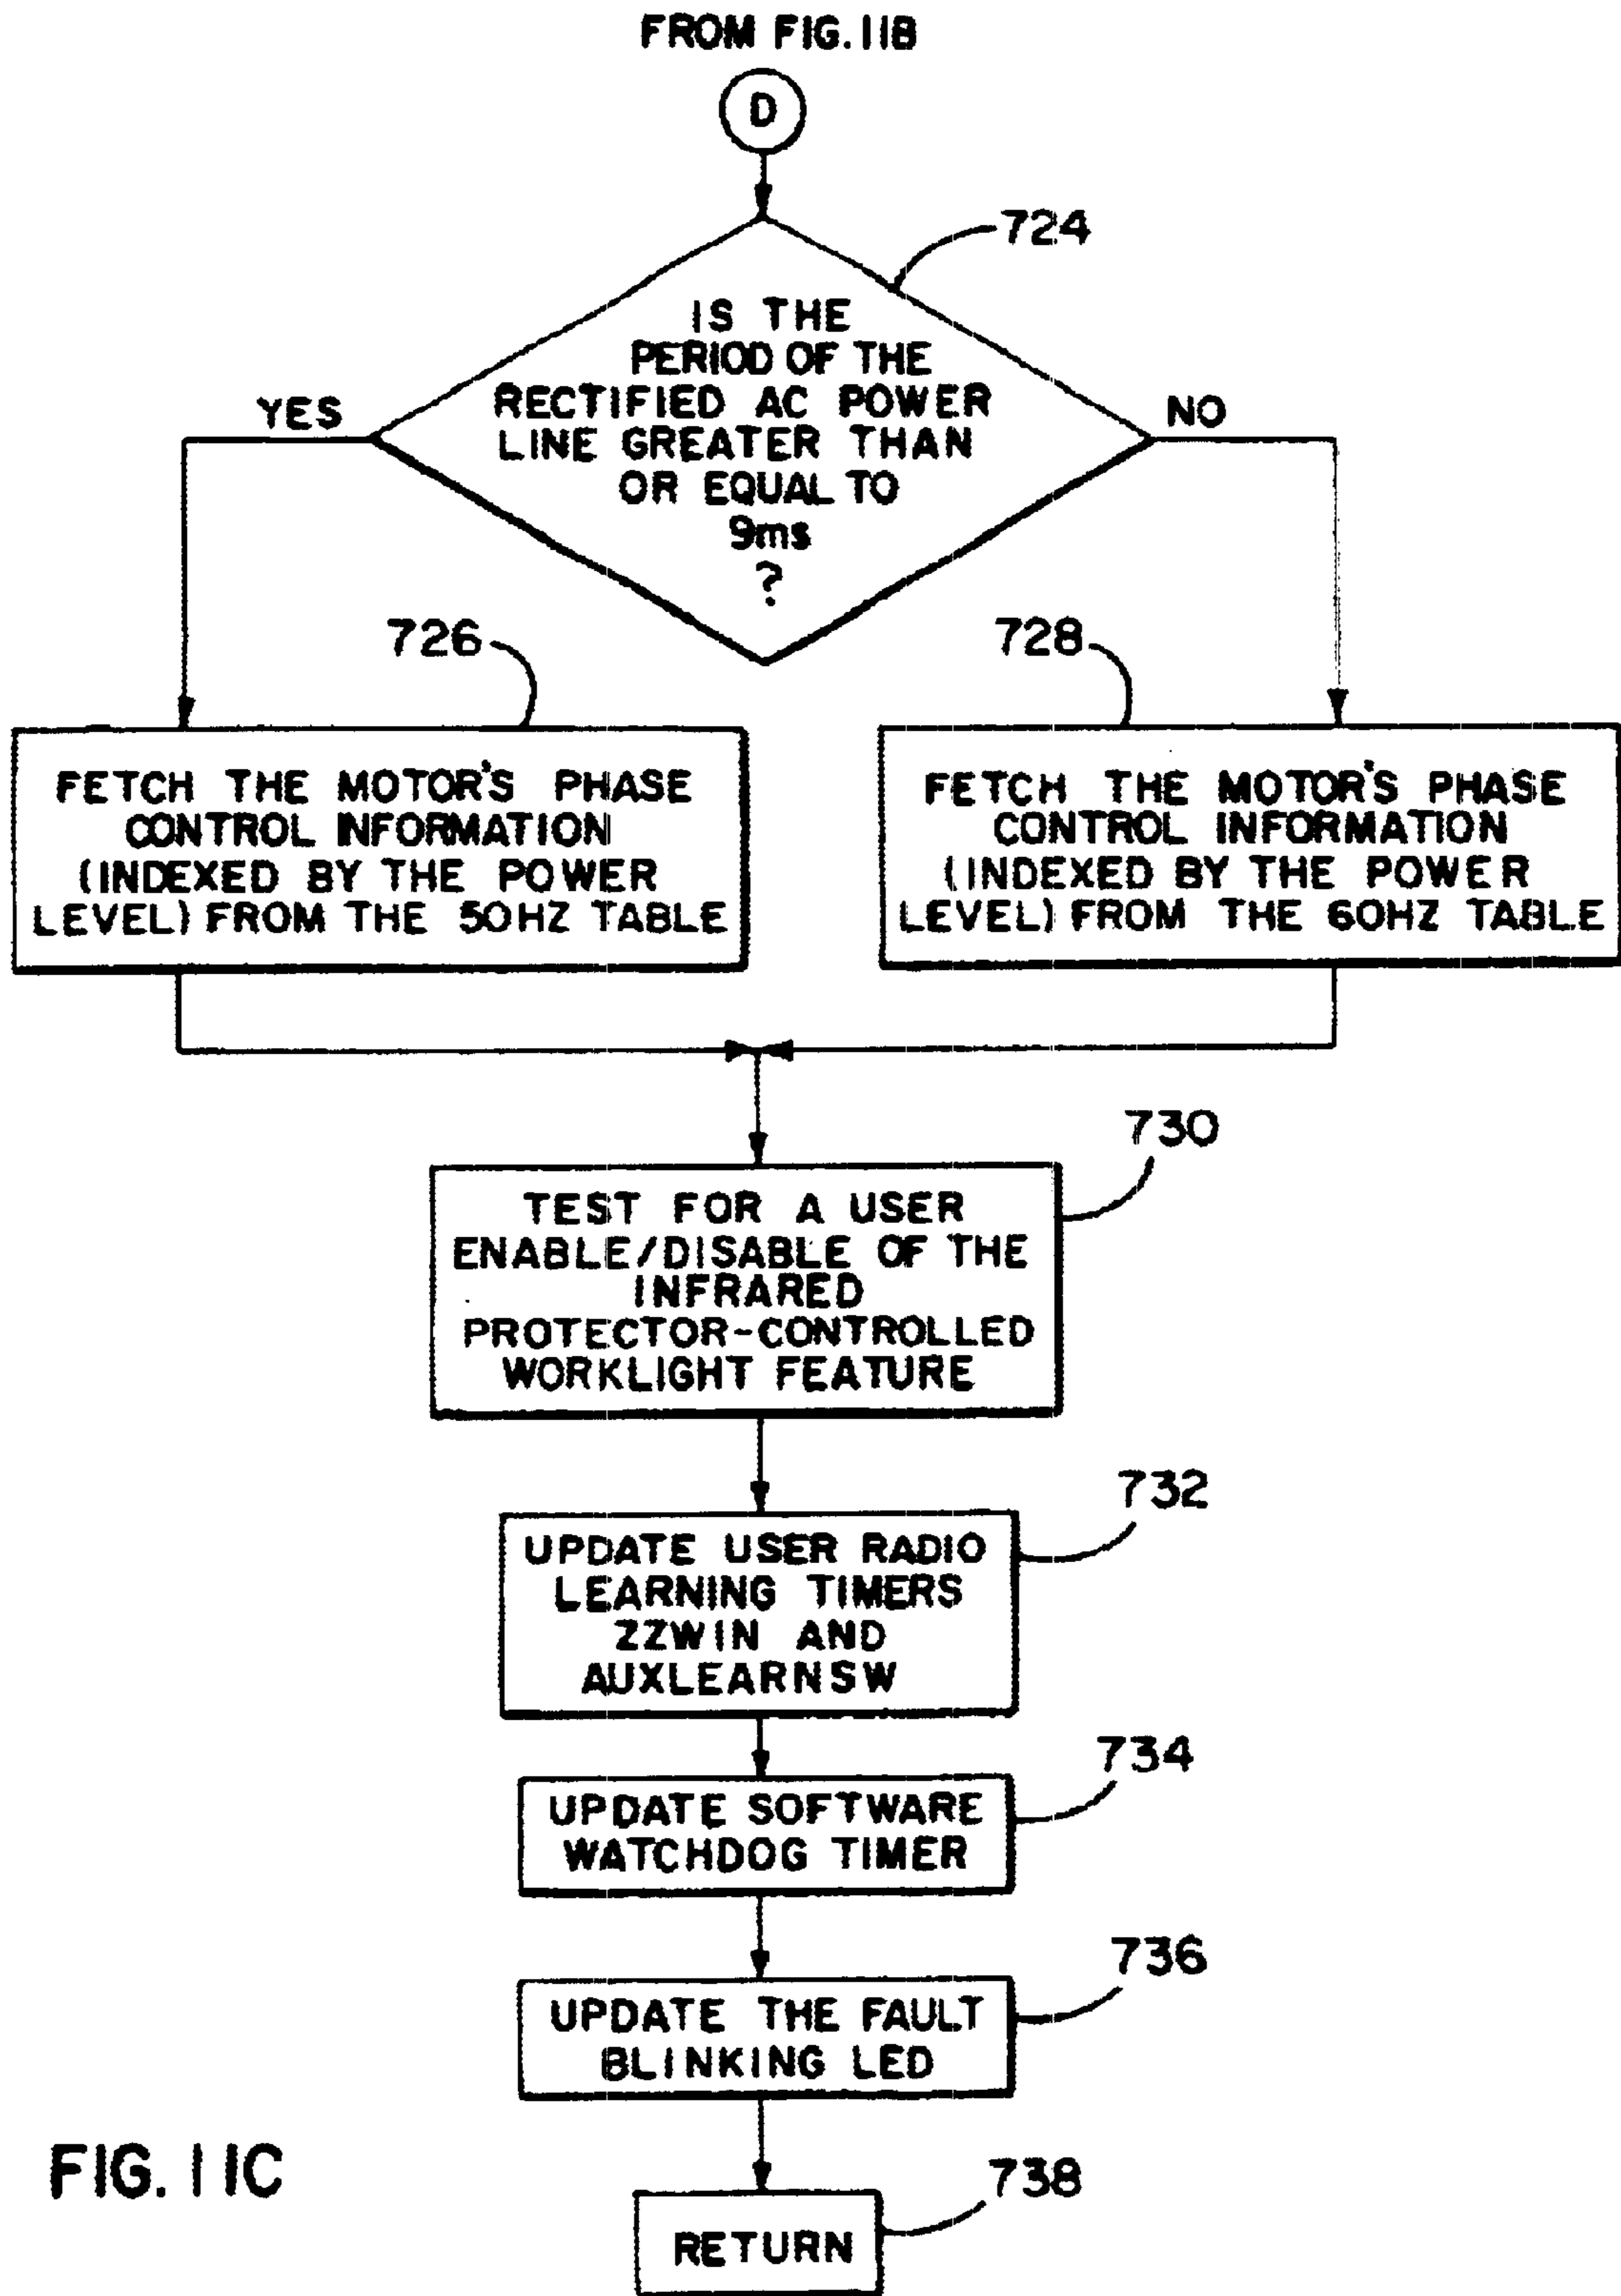 FROM FIG. 11B
D
724
IS THE
PERIOD OF THE
RECTIFIED AC POWER
LINE GREATER THAN
OR EQUAL TO
9ms
?
YES
NO
726
728
FETCH THE MOTOR'S PHASE
CONTROL INFORMATION
(INDEXED BY THE POWER
LEVEL) FROM THE 50HZ TABLE
FETCH THE MOTOR'S PHASE
CONTROL INFORMATION
(INDEXED BY THE POWER
LEVEL) FROM THE 60HZ TABLE
730
TEST FOR A USER
ENABLE/DISABLE OF THE
INFRARED
PROTECTOR-CONTROLLED
WORKLIGHT FEATURE
732
UPDATE USER RADIO
LEARNING TIMERS
ZZWIN AND
AUXLEARNSW
734
UPDATE SOFTWARE
WATCHDOG TIMER
736
UPDATE THE FAULT
BLINKING LED
738
RETURN
FIG. 11C